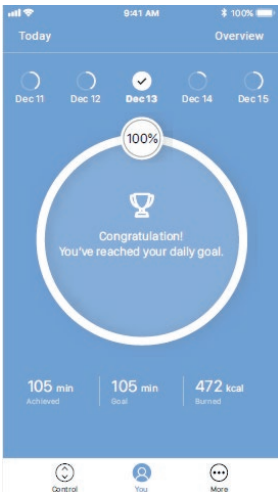 9:41 AM
100%
Today
Overview
Dec 11
Dec 12
Dec 13
Dec 14
Dec 15
100%
Congratulation!
You've reached your daily goal.
105 min
Achieved
105 min
Goal
472 kcal
Burned
Control
You
More